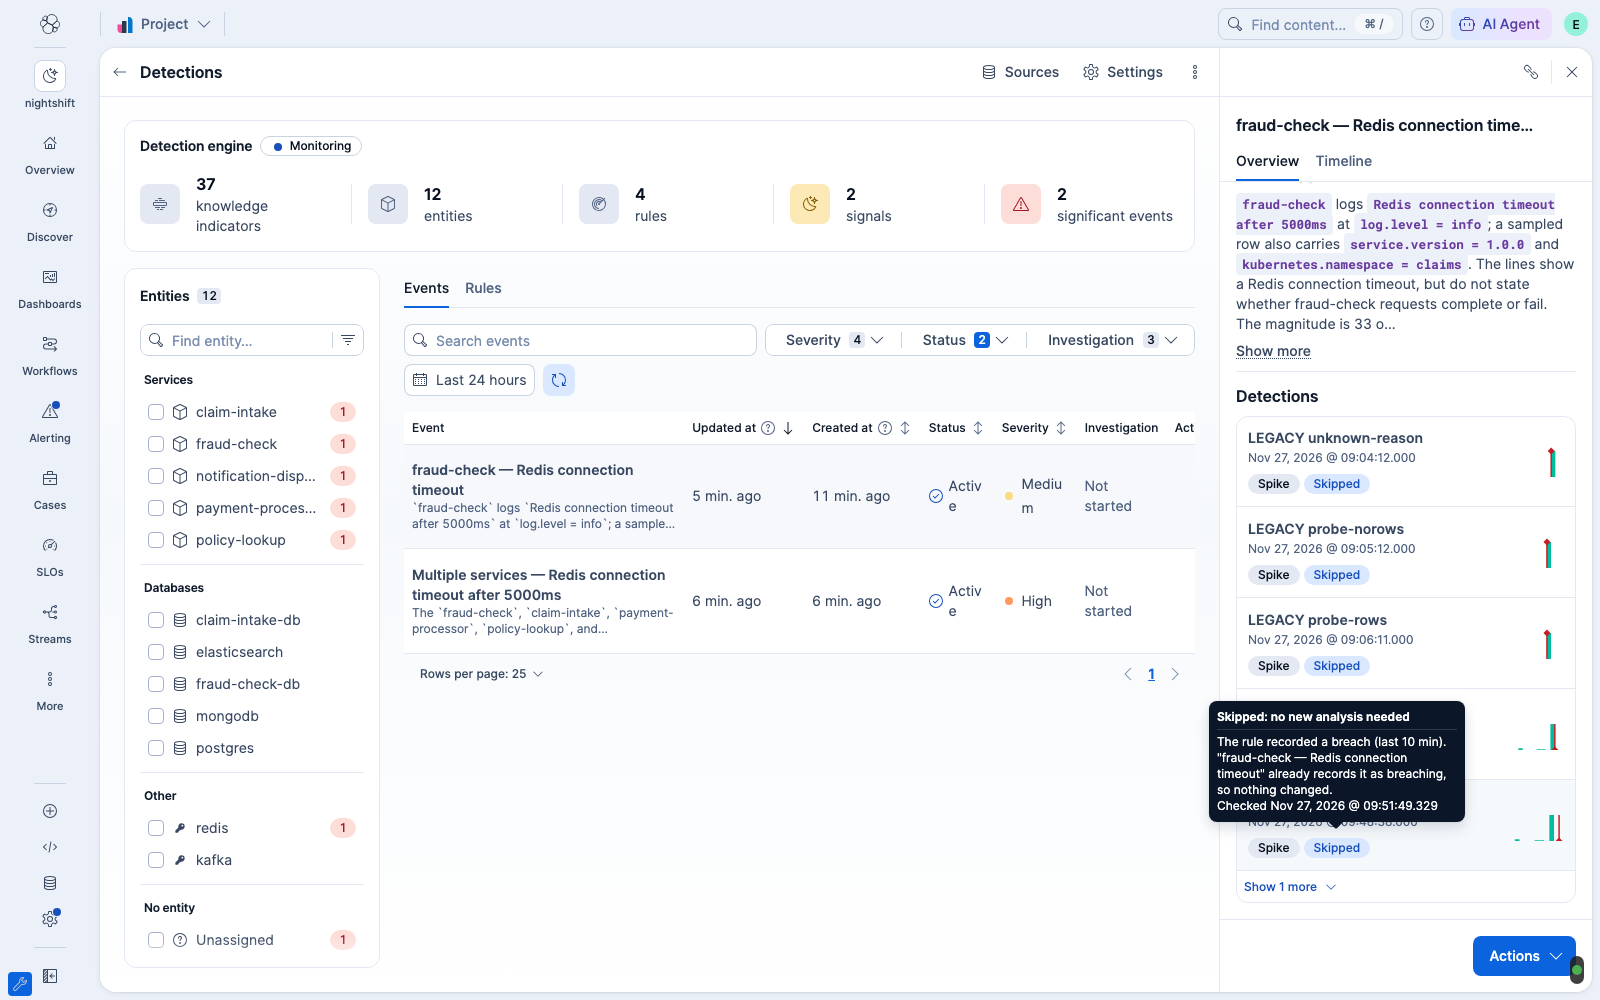 Project
Find content...
⌘ /
AI Agent
E
nightshift
Overview
Discover
Dashboards
Workflows
Alerting
Cases
SLOs
Streams
More
Detections
Sources
Settings
Detection engine
Monitoring
37
knowledge
indicators
12
entities
4
rules
2
signals
2
significant events
Entities 12
Find entity...
Services
claim-intake 1
fraud-check 1
notification-disp... 1
payment-proces... 1
policy-lookup 1
Databases
claim-intake-db
elasticsearch
fraud-check-db
mongodb
postgres
Other
redis 1
kafka
No entity
Unassigned 1
Events Rules
Search events
Severity 4
Status 2
Investigation 3
Last 24 hours
Event Updated at Created at Status Severity Investigation Act
fraud-check — Redis connection
timeout
`fraud-check` logs `Redis connection timeout
after 5000ms` at `log.level = info`; a sample...
5 min. ago
11 min. ago
Activ
e
Mediu
m
Not
started
Multiple services — Redis connection
timeout after 5000ms
The `fraud-check`, `claim-intake`, `payment-
processor`, `policy-lookup`, and...
6 min. ago
6 min. ago
Activ
e
High
Not
started
Rows per page: 25
1
fraud-check — Redis connection time...
Overview Timeline
fraud-check logs Redis connection timeout
after 5000ms at log.level = info ; a sampled
row also carries service.version = 1.0.0 and
kubernetes.namespace = claims . The lines show
a Redis connection timeout, but do not state
whether fraud-check requests complete or fail.
The magnitude is 33 o...
Show more
Detections
LEGACY unknown-reason
Nov 27, 2026 @ 09:04:12.000
Spike Skipped
LEGACY probe-norows
Nov 27, 2026 @ 09:05:12.000
Spike Skipped
LEGACY probe-rows
Nov 27, 2026 @ 09:06:11.000
Spike Skipped
Skipped: no new analysis needed
The rule recorded a breach (last 10 min).
"fraud-check — Redis connection
timeout" already records it as breaching,
so nothing changed.
Checked Nov 27, 2026 @ 09:51:49.329
Spike Skipped
Show 1 more
Actions